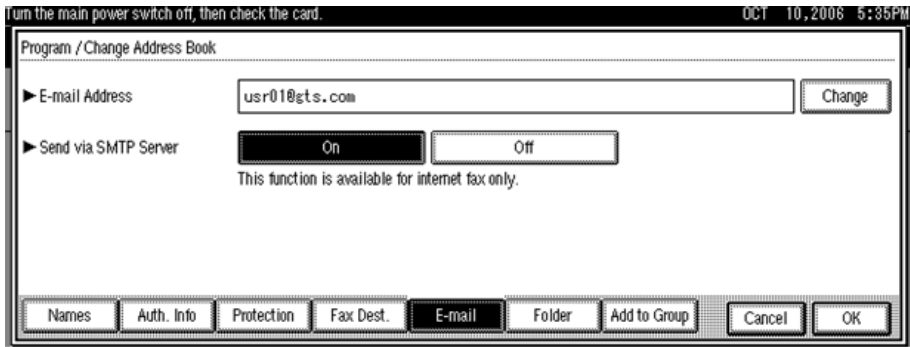 Turn the main power switch off, then check the card. OCT 10,2006 5:35PM
Program / Change Address Book
►E-mail Address usr01@gts.com Change
►Send via SMTP Server On Off
This function is available for internet fax only.
Names Auth. Info Protection Fax Dest. E-mail Folder Add to Group Cancel OK